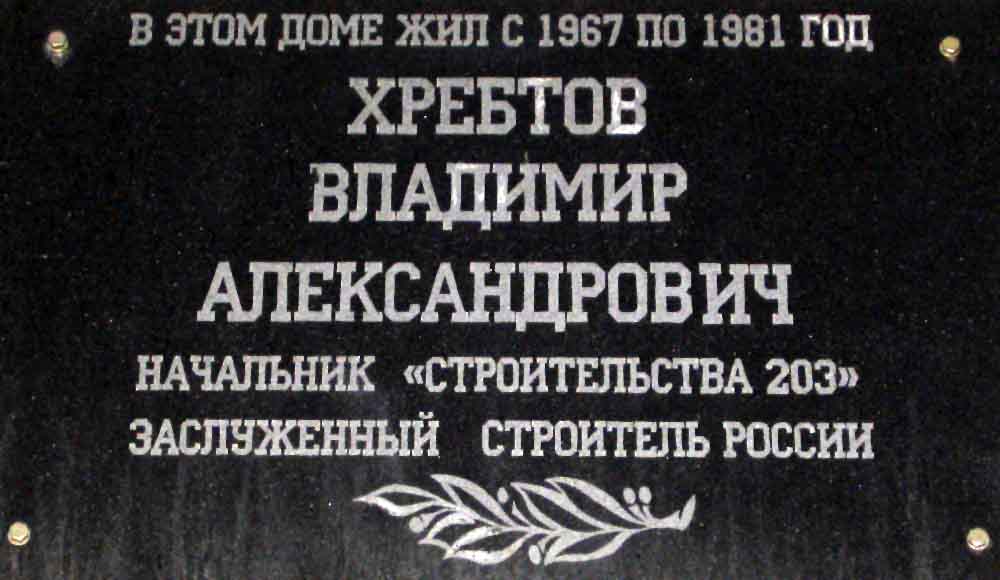 В ЭТОМ ДОМЕ ЖИЛ С 1967 ПО 1981 ГОД
ХРЕБТОВ
ВЛАДИМИР
АЛЕКСАНДРОВИЧ
НАЧАЛЬНИК «СТРОИТЕЛЬСТВА 203»
ЗАСЛУЖЕННЫЙ СТРОИТЕЛЬ РОССИИ